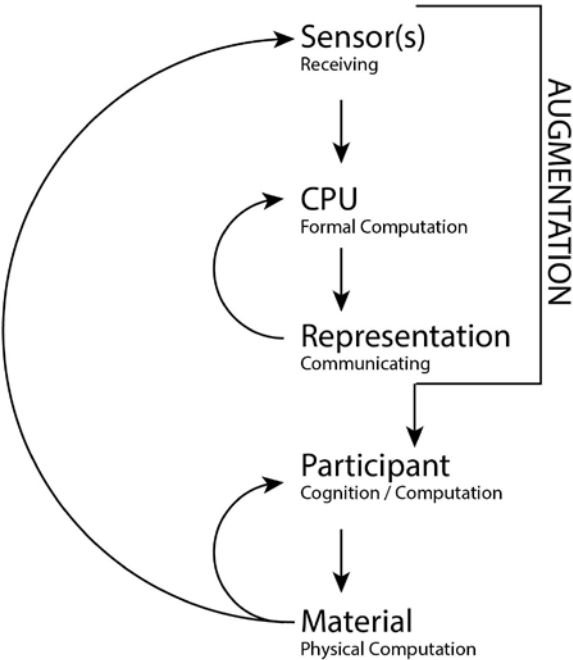 Sensor(s)
Receiving
AUGMENTATION
CPU
Formal Computation
Representation
Communicating
Participant
Cognition / Computation
Material
Physical Computation